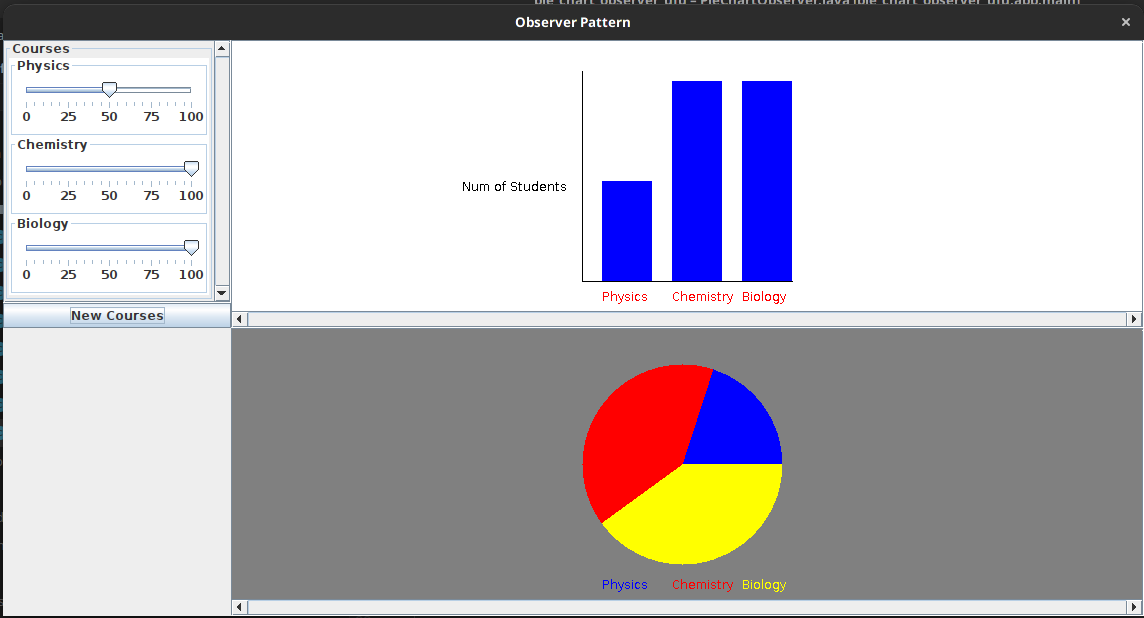 Observer Pattern
Courses
Physics
0 25 50 75 100
Chemistry
0 25 50 75 100
Biology
0 25 50 75 100
New Courses
Num of Students
Physics Chemistry Biology
Physics Chemistry Biology